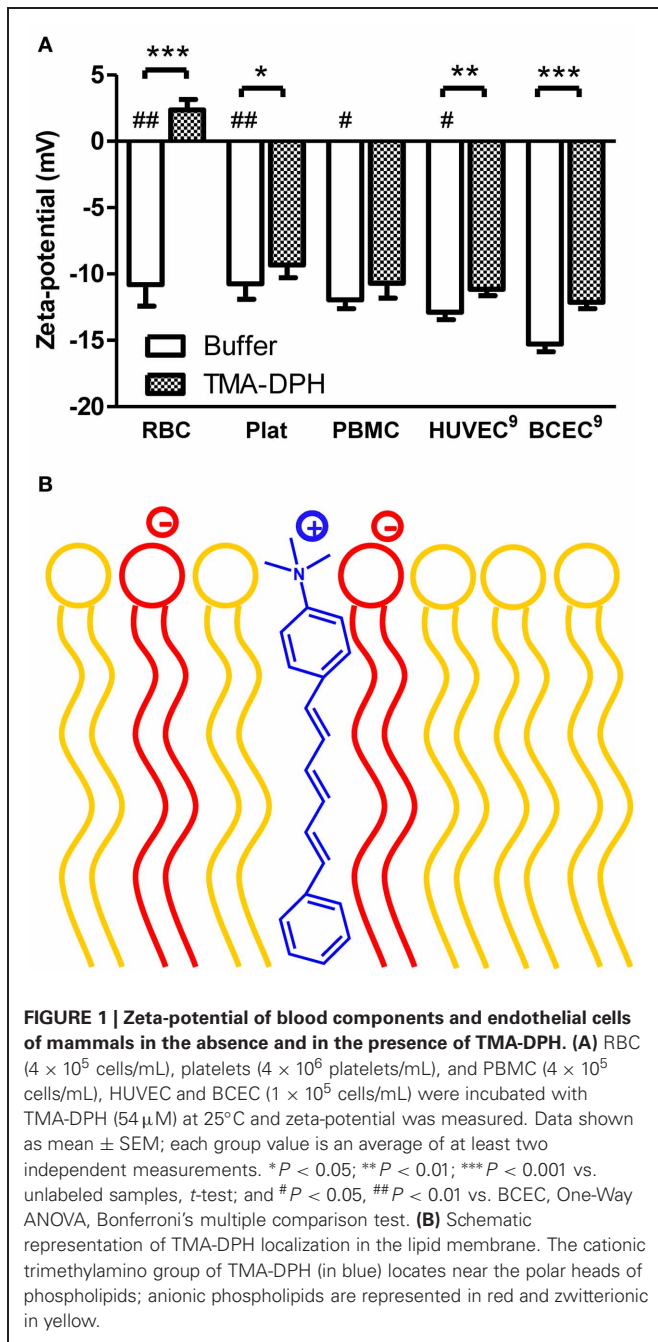 A
***
*
**
***
5
##
##
#
#
0
-5
-10
-15
-20
Zeta-potential (mV)
Buffer
TMA-DPH
RBC Plat PBMC HUVEC⁹ BCEC⁹
B
- + -
N
FIGURE 1 | Zeta-potential of blood components and endothelial cells
of mammals in the absence and in the presence of TMA-DPH. (A) RBC
(4 × 10⁵ cells/mL), platelets (4 × 10⁶ platelets/mL), and PBMC (4 × 10⁵
cells/mL), HUVEC and BCEC (1 × 10⁵ cells/mL) were incubated with
TMA-DPH (54 μM) at 25°C and zeta-potential was measured. Data shown
as mean ± SEM; each group value is an average of at least two
independent measurements. *P < 0.05; **P < 0.01; ***P < 0.001 vs.
unlabeled samples, t-test; and #P < 0.05, ##P < 0.01 vs. BCEC, One-Way
ANOVA, Bonferroni's multiple comparison test. (B) Schematic
representation of TMA-DPH localization in the lipid membrane. The cationic
trimethylamino group of TMA-DPH (in blue) locates near the polar heads of
phospholipids; anionic phospholipids are represented in red and zwitterionic
in yellow.